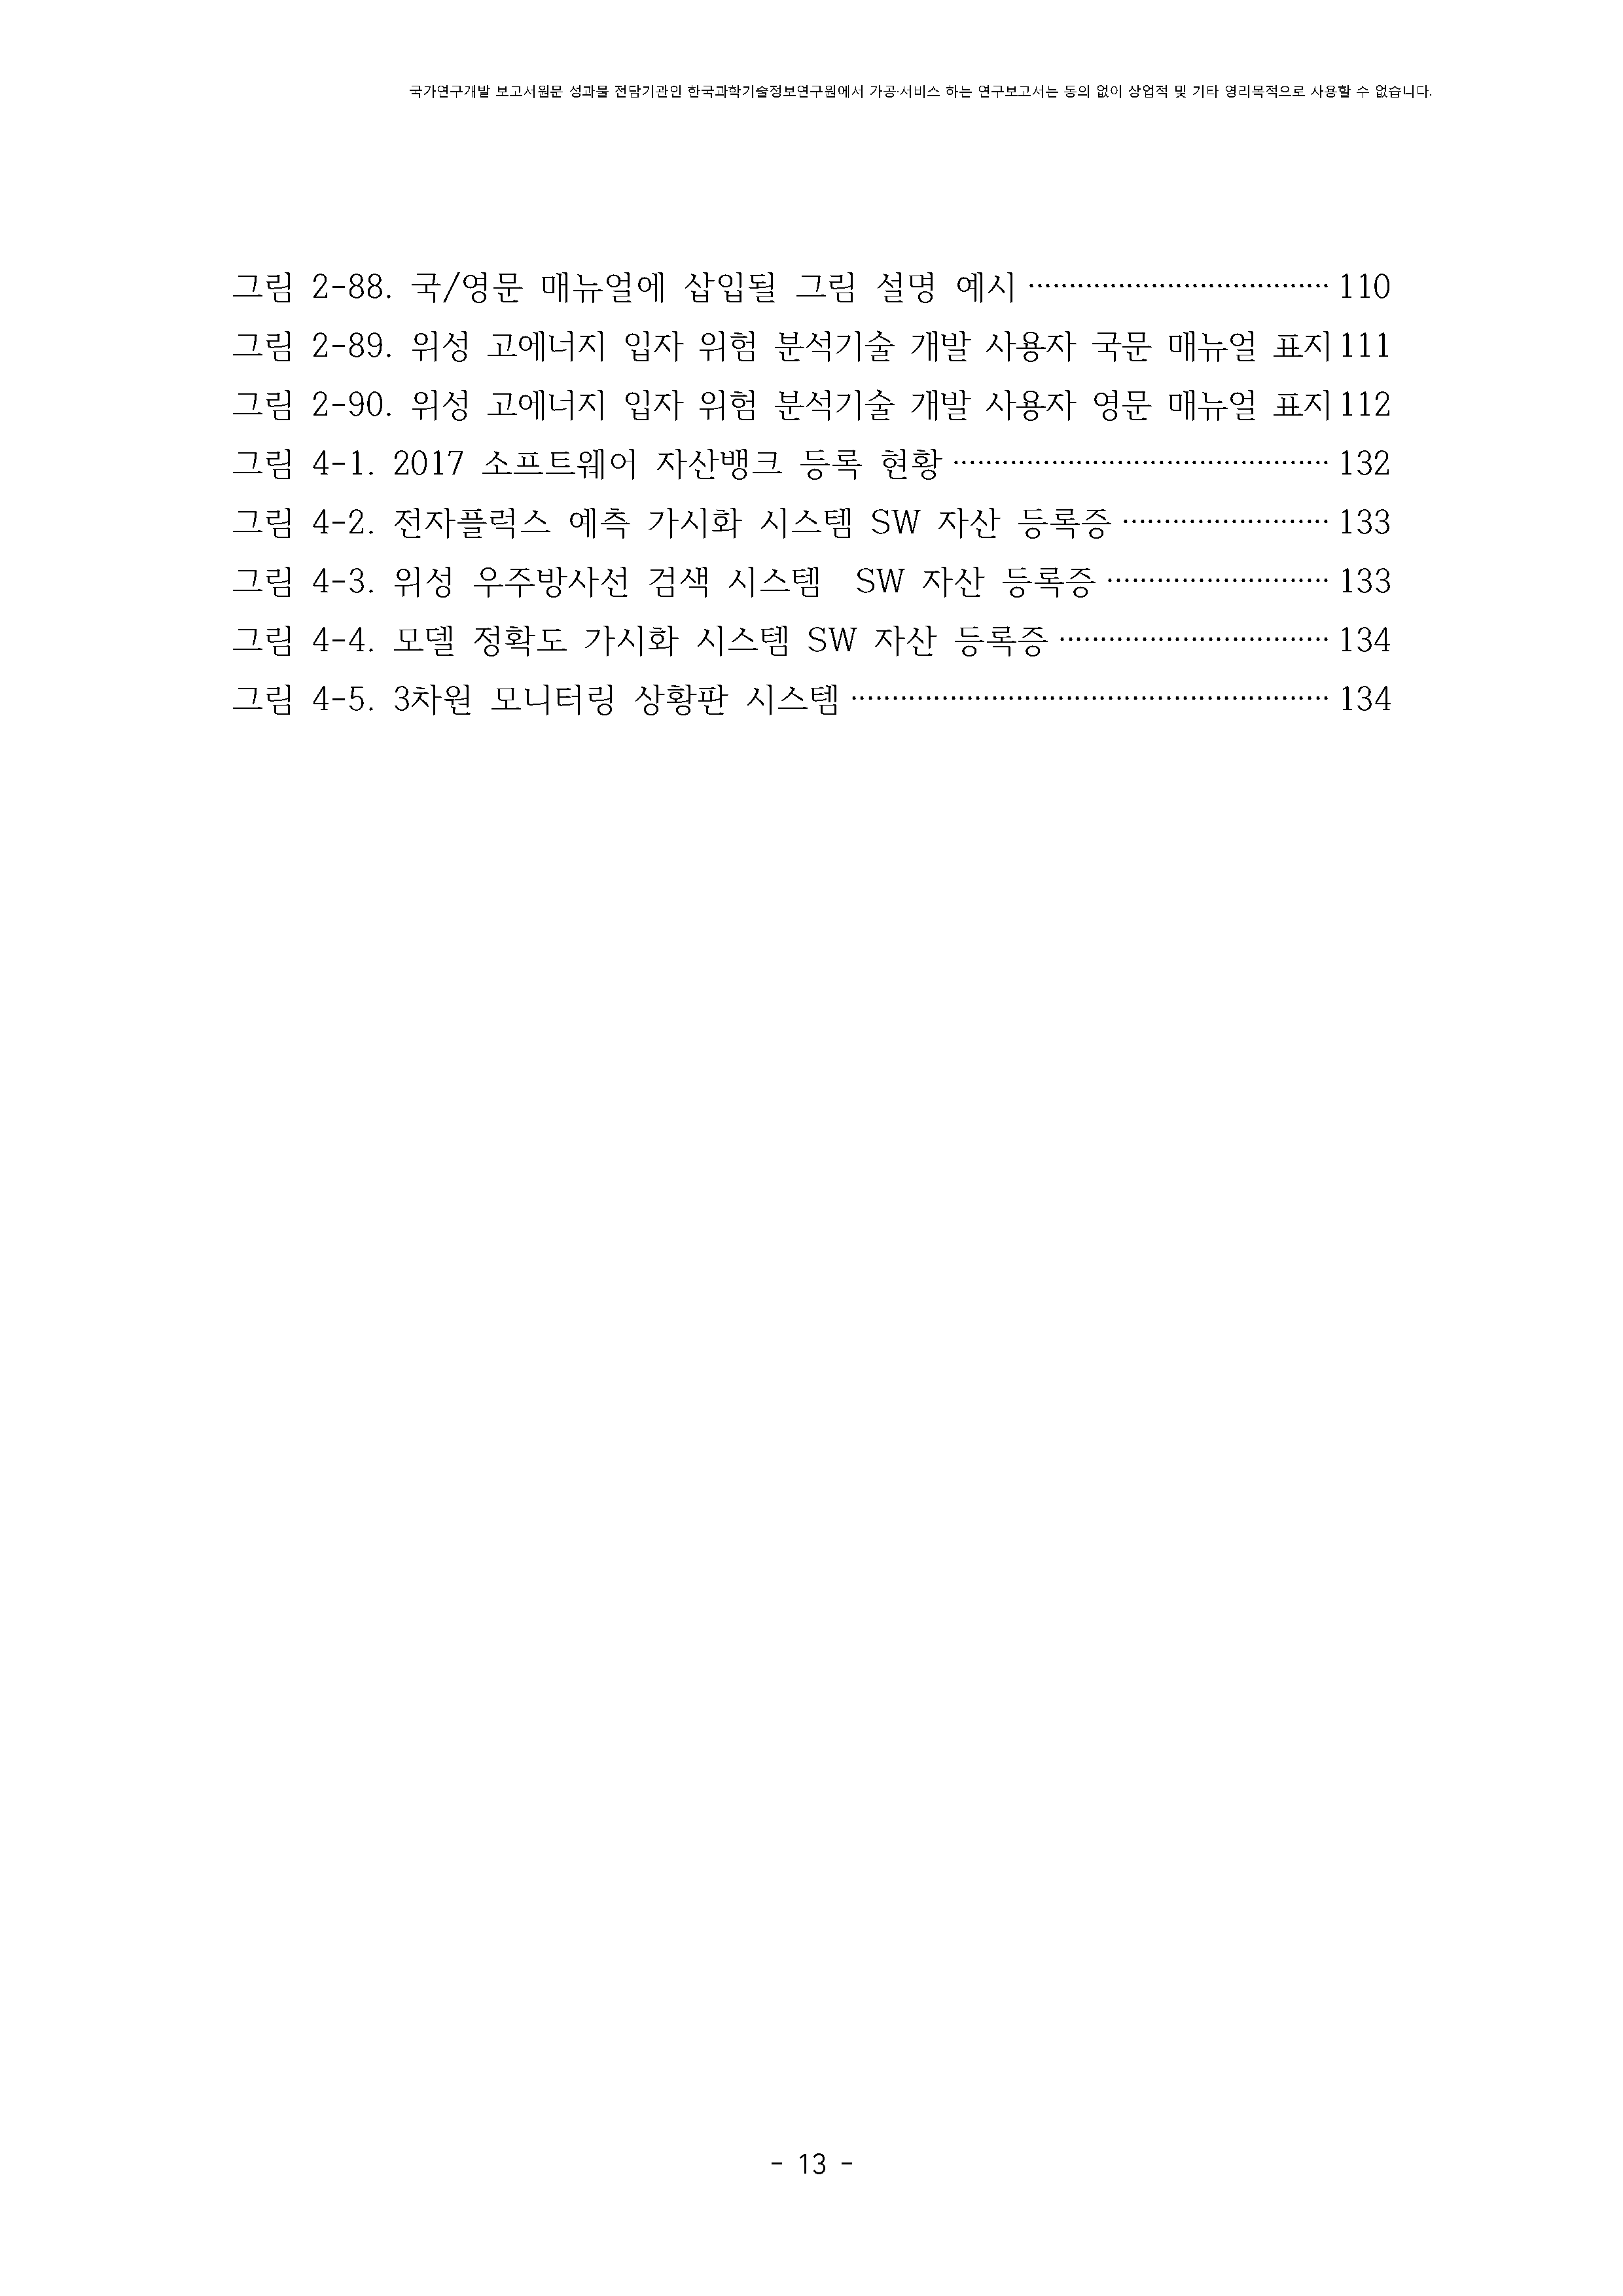 국가연구개발 보고서원문 성과물 전담기관인 한국과학기술정보연구원에서 가공·서비스 하는 연구보고서는 동의 없이 상업적 및 기타 영리목적으로 사용할 수 없습니다.
그림 2-88. 국/영문 매뉴얼에 삽입될 그림 설명 예시 ···································· 110
그림 2-89. 위성 고에너지 입자 위험 분석기술 개발 사용자 국문 매뉴얼 표지 111
그림 2-90. 위성 고에너지 입자 위험 분석기술 개발 사용자 영문 매뉴얼 표지 112
그림 4-1. 2017 소프트웨어 자산뱅크 등록 현황 ············································· 132
그림 4-2. 전자플럭스 예측 가시화 시스템 SW 자산 등록증 ························· 133
그림 4-3. 위성 우주방사선 검색 시스템  SW 자산 등록증 ··························· 133
그림 4-4. 모델 정확도 가시화 시스템 SW 자산 등록증 ································ 134
그림 4-5. 3차원 모니터링 상황판 시스템 ························································· 134
- 13 -